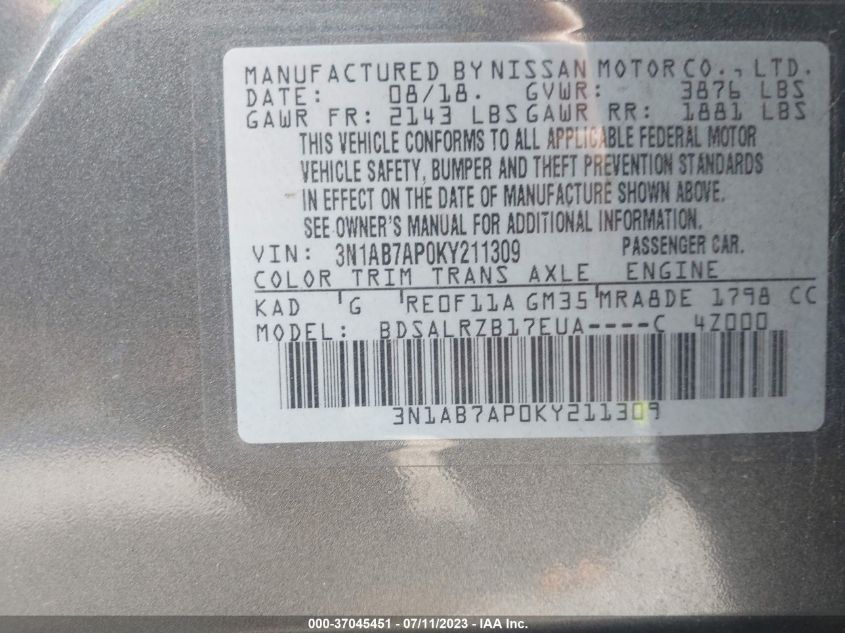 MANUFACTURED BY NISSAN MOTOR CO., LTD.
DATE: 08/18. GVWR: 3876 LBS
GAWR FR: 2143 LBS GAWR RR: 1881 LBS
THIS VEHICLE CONFORMS TO ALL APPLICABLE FEDERAL MOTOR
VEHICLE SAFETY, BUMPER AND THEFT PREVENTION STANDARDS
IN EFFECT ON THE DATE OF MANUFACTURE SHOWN ABOVE.
SEE OWNER'S MANUAL FOR ADDITIONAL INFORMATION.
VIN: 3N1AB7AP0KY211309 PASSENGER CAR.
COLOR TRIM TRANS AXLE ENGINE
KAD G RE0F11A GM35 MRA8DE 1798 CC
MODEL: BDSALRZB17EUA----C 4Z000
3N1AB7AP0KY211309
000-37045451 - 07/11/2023 - IAA Inc.